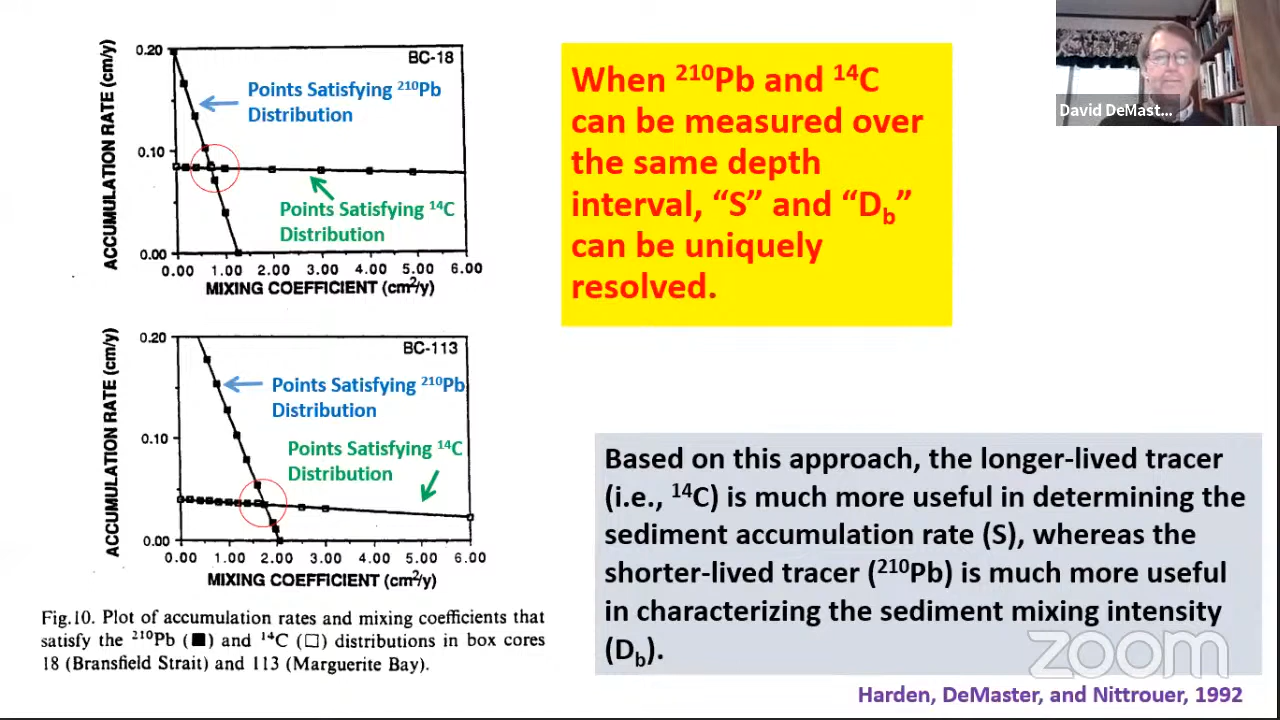 0.20
BC-18
Points Satisfying ²¹⁰Pb
Distribution
0.10
Points Satisfying ¹⁴C
Distribution
0.00
0.00 1.00 2.00 3.00 4.00 5.00 6.00
ACCUMULATION RATE (cm/y)
MIXING COEFFICIENT (cm²/y)
0.20
BC-113
Points Satisfying ²¹⁰Pb
Distribution
0.10
Points Satisfying ¹⁴C
Distribution
0.00
0.00 1.00 2.00 3.00 4.00 5.00 6.00
ACCUMULATION RATE (cm/y)
MIXING COEFFICIENT (cm²/y)
Fig.10. Plot of accumulation rates and mixing coefficients that
satisfy the ²¹⁰Pb (■) and ¹⁴C (□) distributions in box cores
18 (Bransfield Strait) and 113 (Marguerite Bay).
When ²¹⁰Pb and ¹⁴C
can be measured over
the same depth
interval, “S” and “D_b”
can be uniquely
resolved.
David DeMast...
Based on this approach, the longer-lived tracer
(i.e., ¹⁴C) is much more useful in determining the
sediment accumulation rate (S), whereas the
shorter-lived tracer (²¹⁰Pb) is much more useful
in characterizing the sediment mixing intensity
(D_b).
zoom
Harden, DeMaster, and Nittrouer, 1992